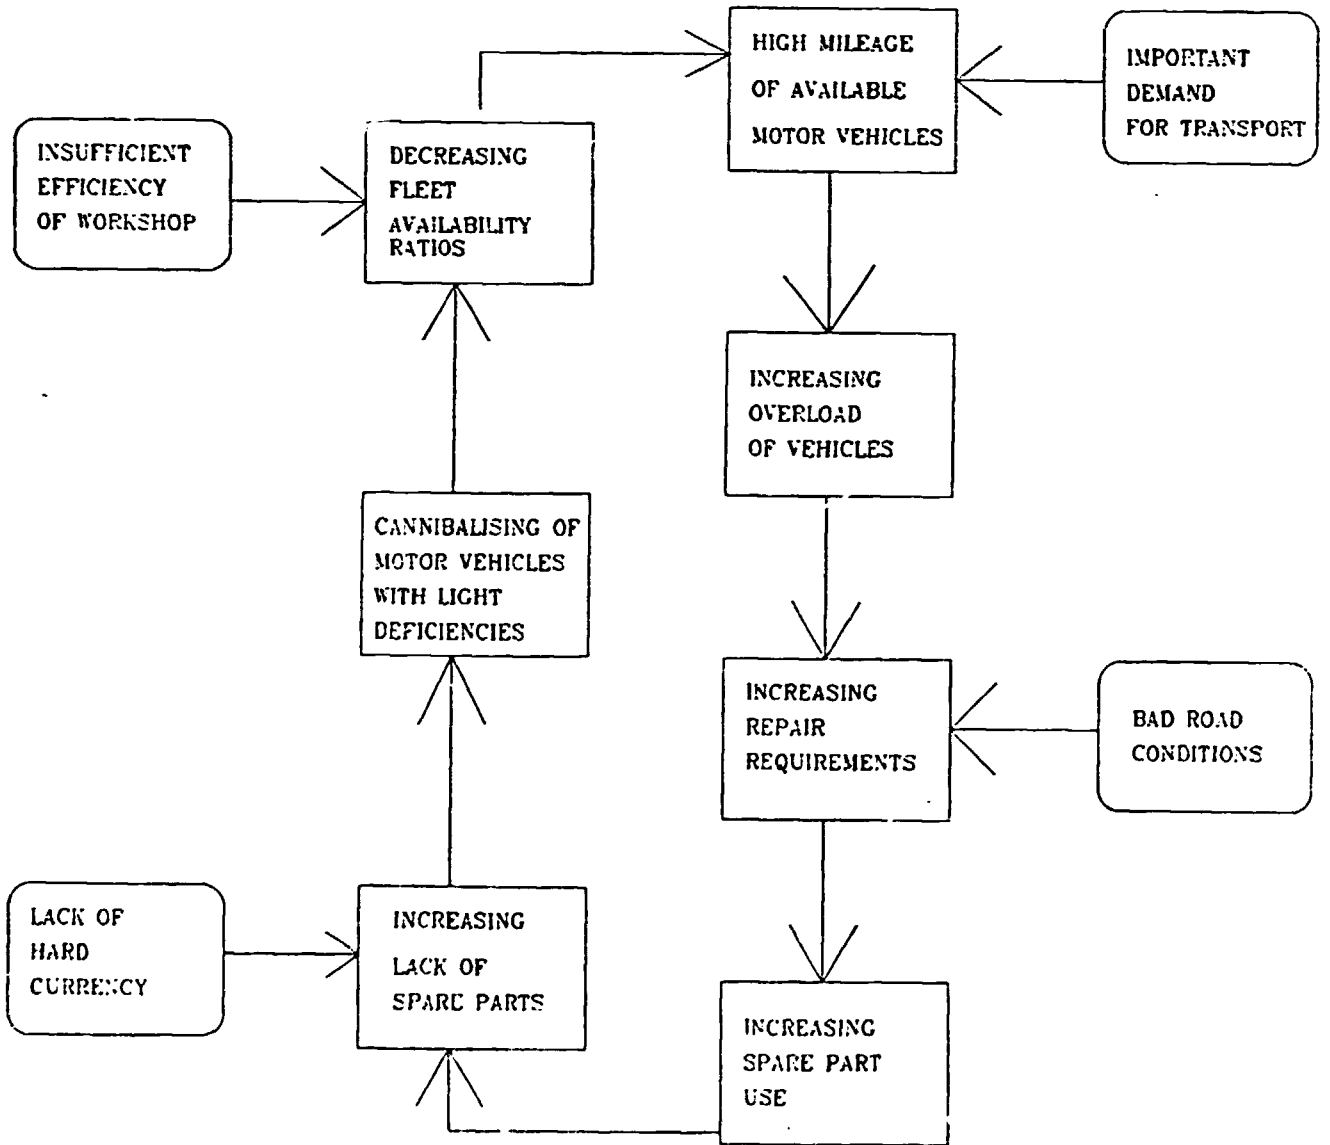 HIGH MILEAGE
OF AVAILABLE
MOTOR VEHICLES
IMPORTANT
DEMAND
FOR TRANSPORT
INSUFFICIENT
EFFICIENCY
OF WORKSHOP
DECREASING
FLEET
AVAILABILITY
RATIOS
INCREASING
OVERLOAD
OF VEHICLES
CANNIBALISING OF
MOTOR VEHICLES
WITH LIGHT
DEFICIENCIES
INCREASING
REPAIR
REQUIREMENTS
BAD ROAD
CONDITIONS
LACK OF
HARD
CURRENCY
INCREASING
LACK OF
SPARE PARTS
INCREASING
SPARE PART
USE